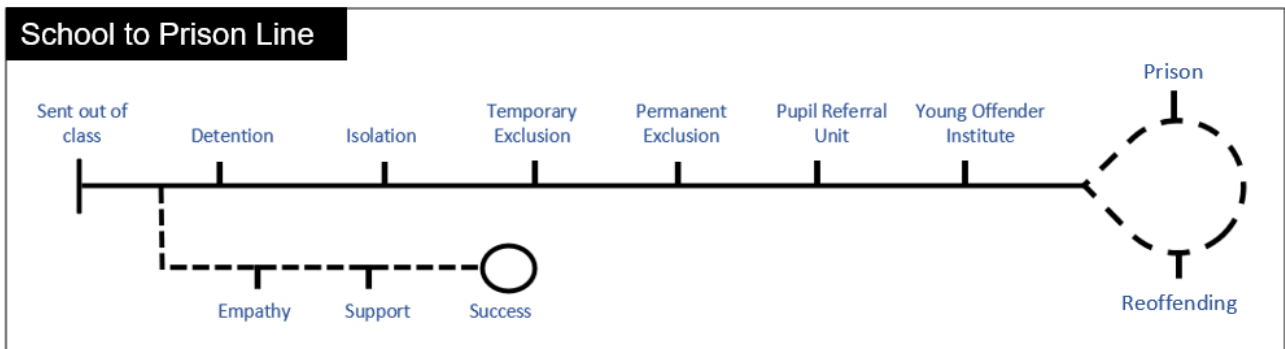 School to Prison Line
Sent out of
class
Detention
Isolation
Temporary
Exclusion
Permanent
Exclusion
Pupil Referral
Unit
Young Offender
Institute
Prison
Empathy
Support
Success
Reoffending